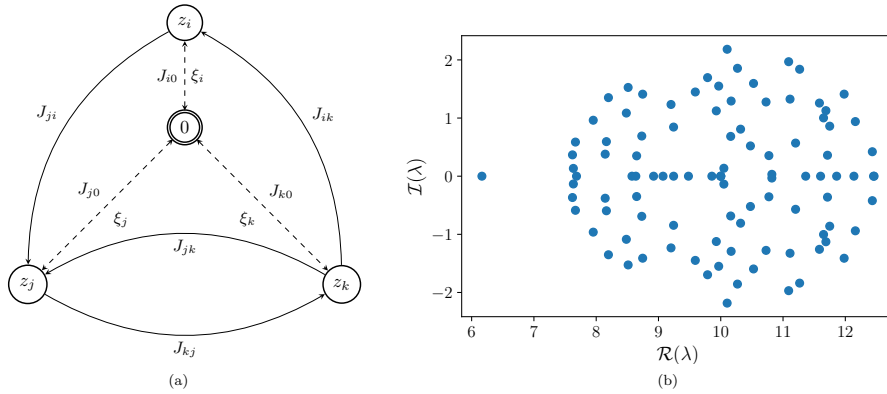 z_i
J_{i0} ξ_i
J_{ji}
J_{ik}
0
J_{j0}
J_{k0}
ξ_j
ξ_k
J_{jk}
z_j
z_k
J_{kj}
(a)
2
1
0
−1
−2
ℐ(λ)
6 7 8 9 10 11 12
ℛ(λ)
(b)